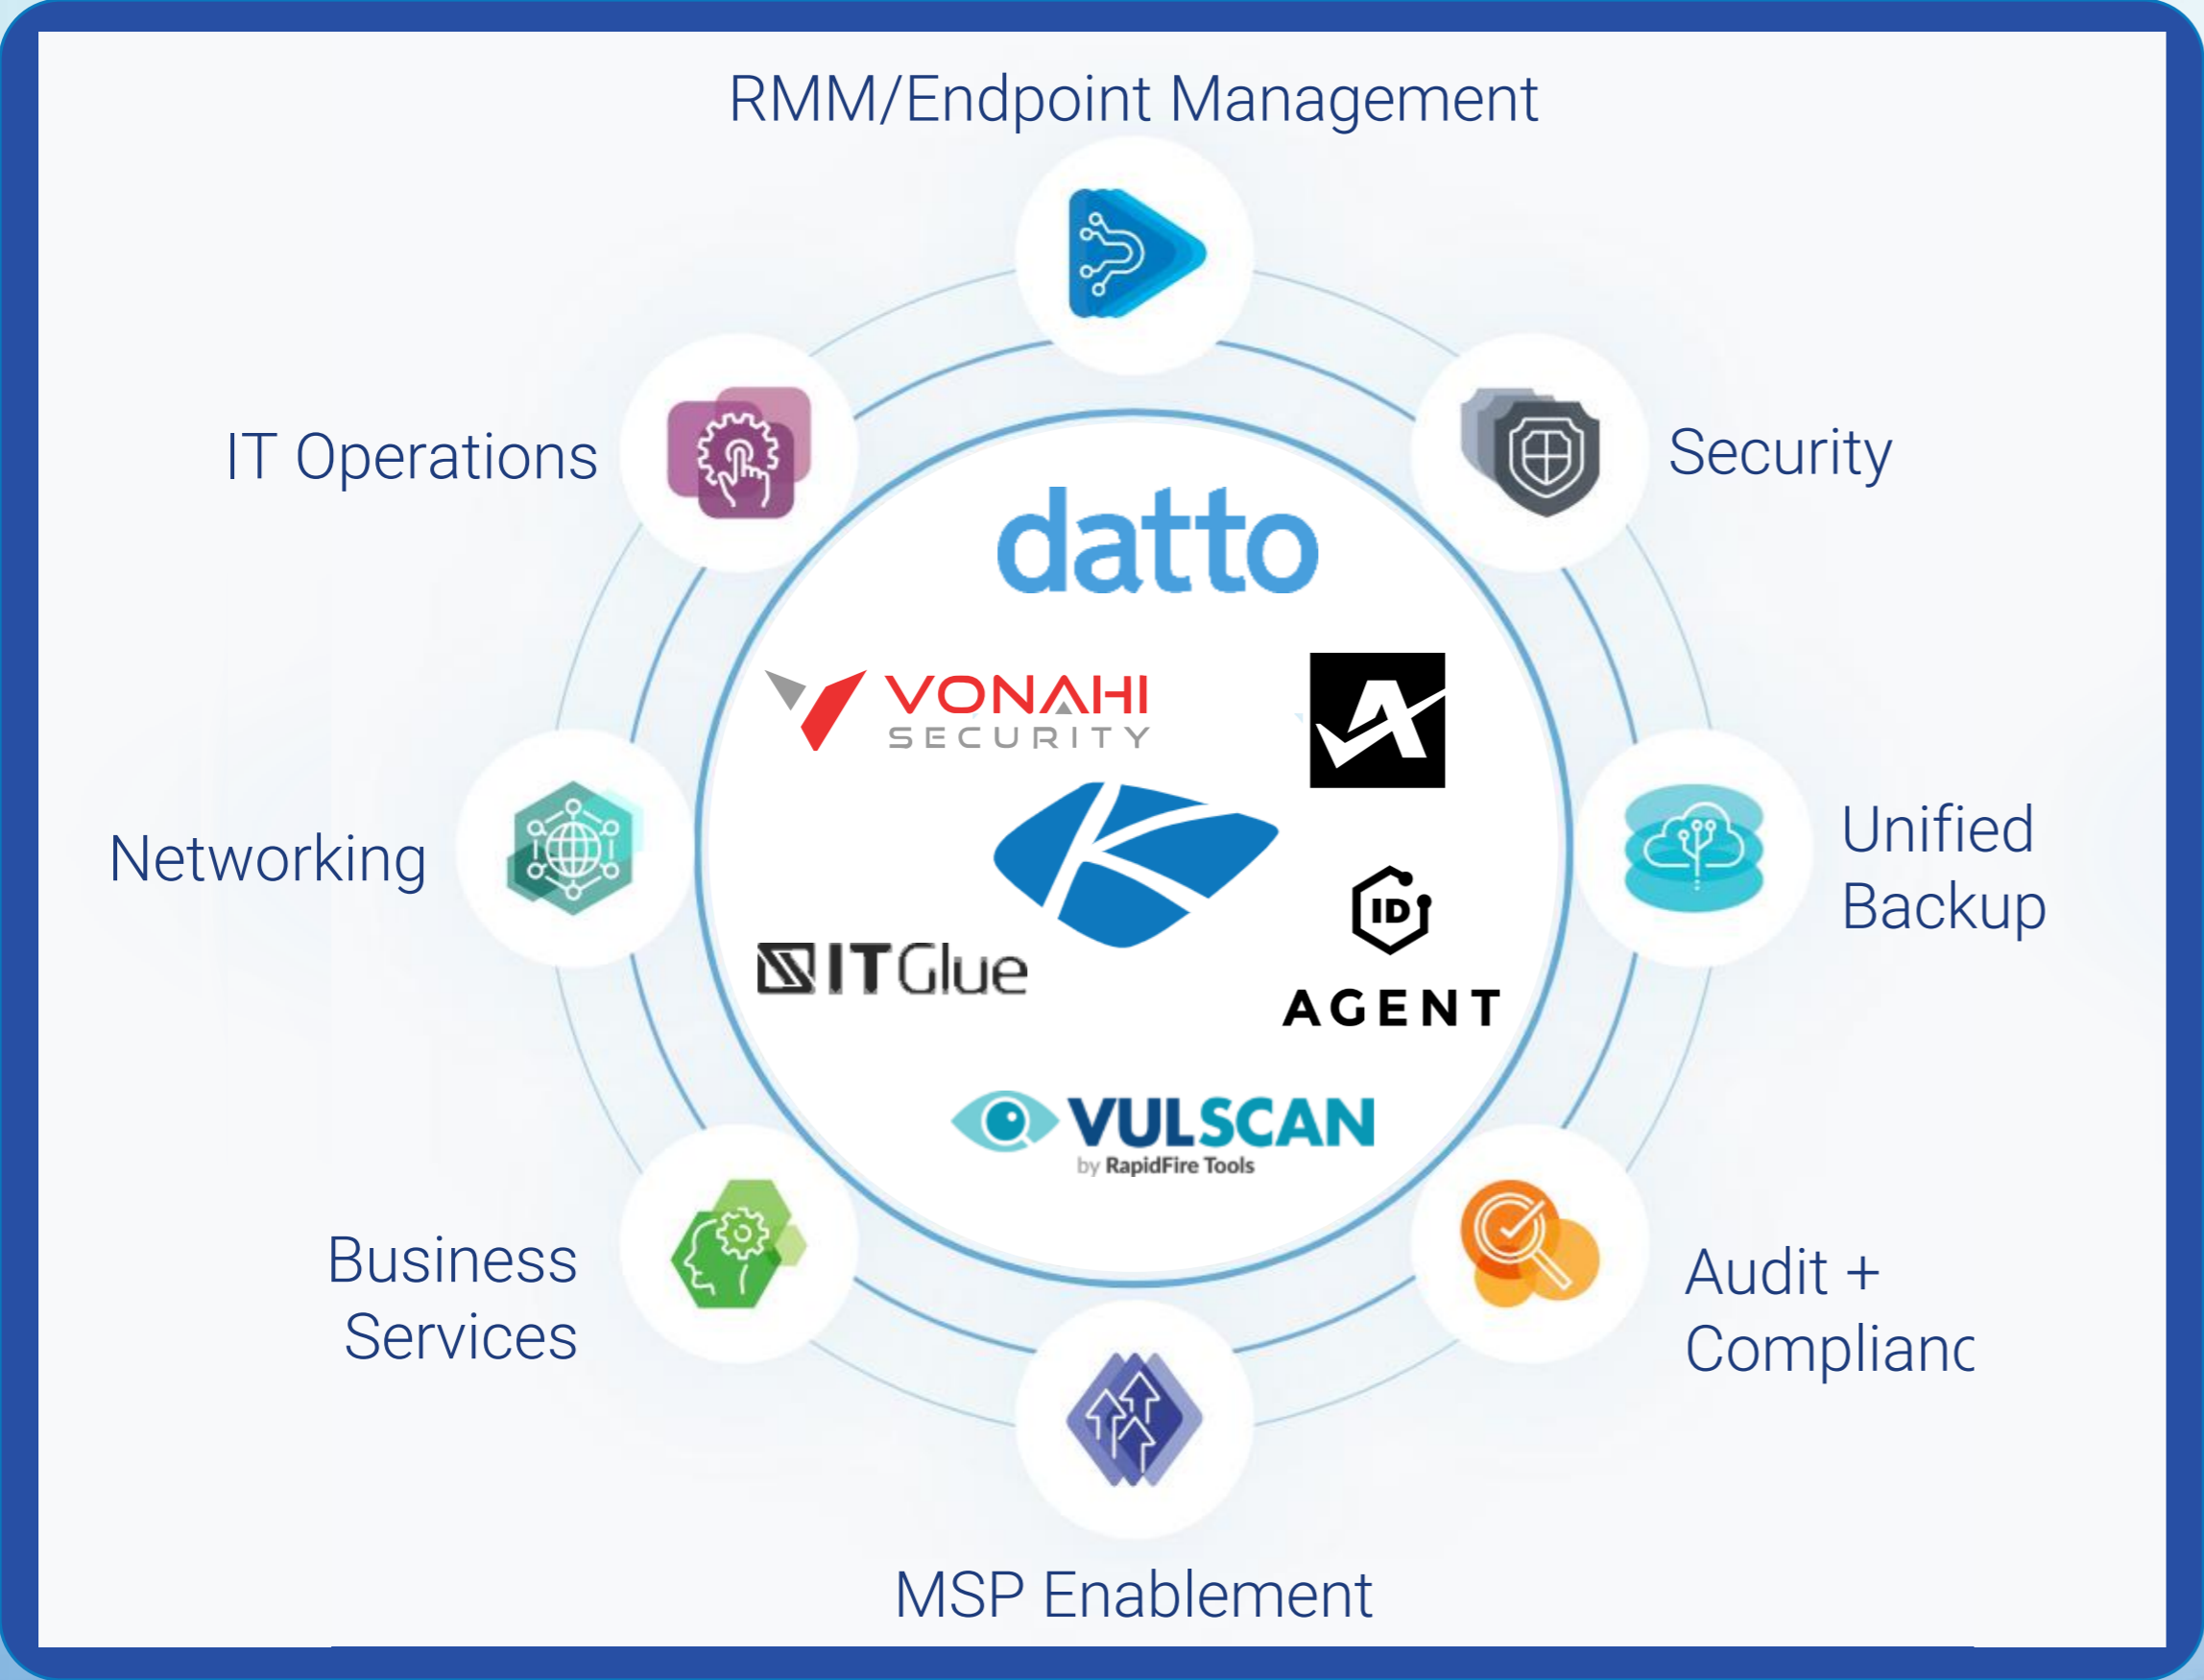 RMM/Endpoint Management
IT Operations
Security
datto
VONAHI
SECURITY
A
K
Networking
Unified
Backup
ID
AGENT
ITGlue
VULSCAN
by RapidFire Tools
Business
Services
Audit +
Complianc
MSP Enablement